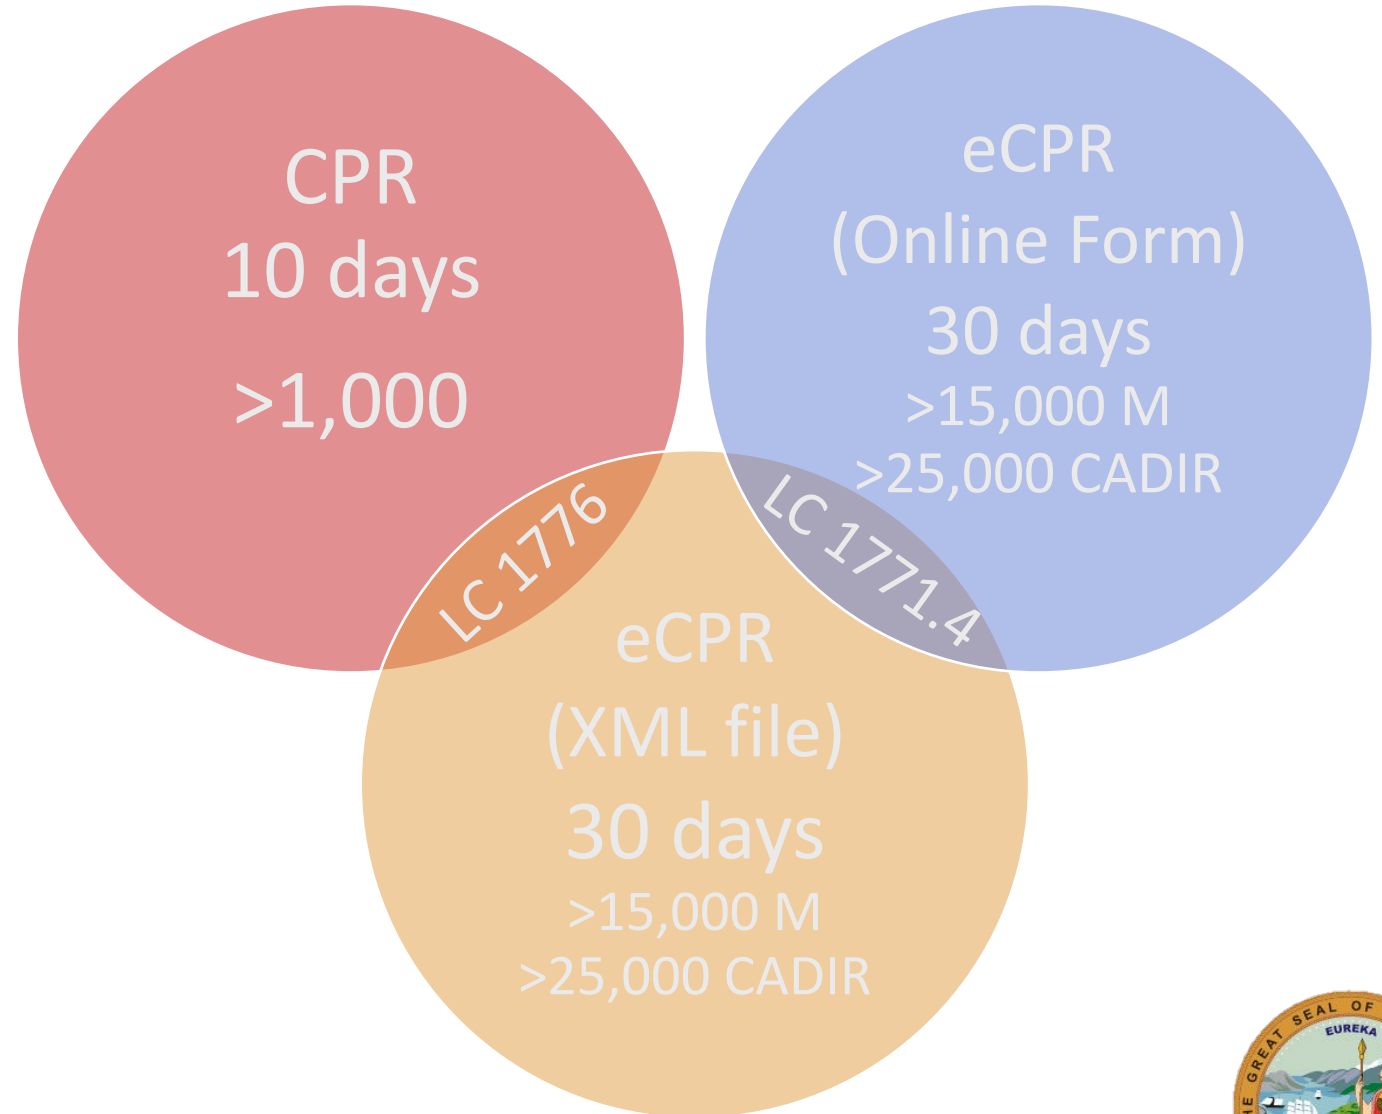 CPR
10 days
>1,000
eCPR
(Online Form)
30 days
>15,000 M
>25,000 CADIR
LC 1776
LC 1771.4
eCPR
(XML file)
30 days
>15,000 M
>25,000 CADIR
THE GREAT SEAL OF
EUREKA